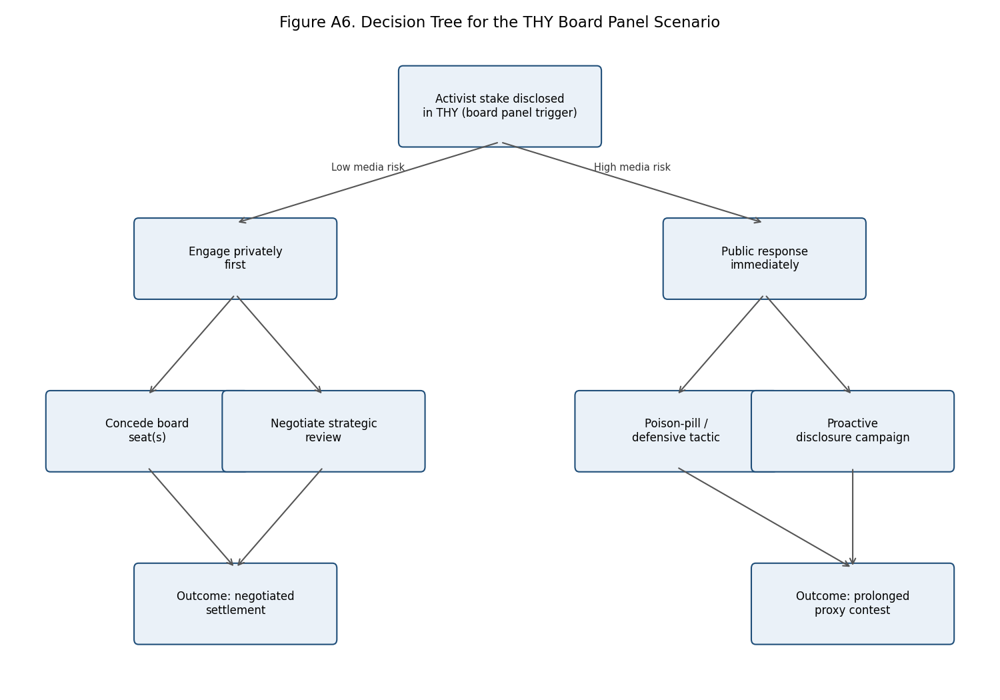 Figure A6. Decision Tree for the THY Board Panel Scenario
Activist stake disclosed
in THY (board panel trigger)
Low media risk
High media risk
Engage privately
first
Public response
immediately
Concede board
seat(s)
Negotiate strategic
review
Poison-pill /
defensive tactic
Proactive
disclosure campaign
Outcome: negotiated
settlement
Outcome: prolonged
proxy contest